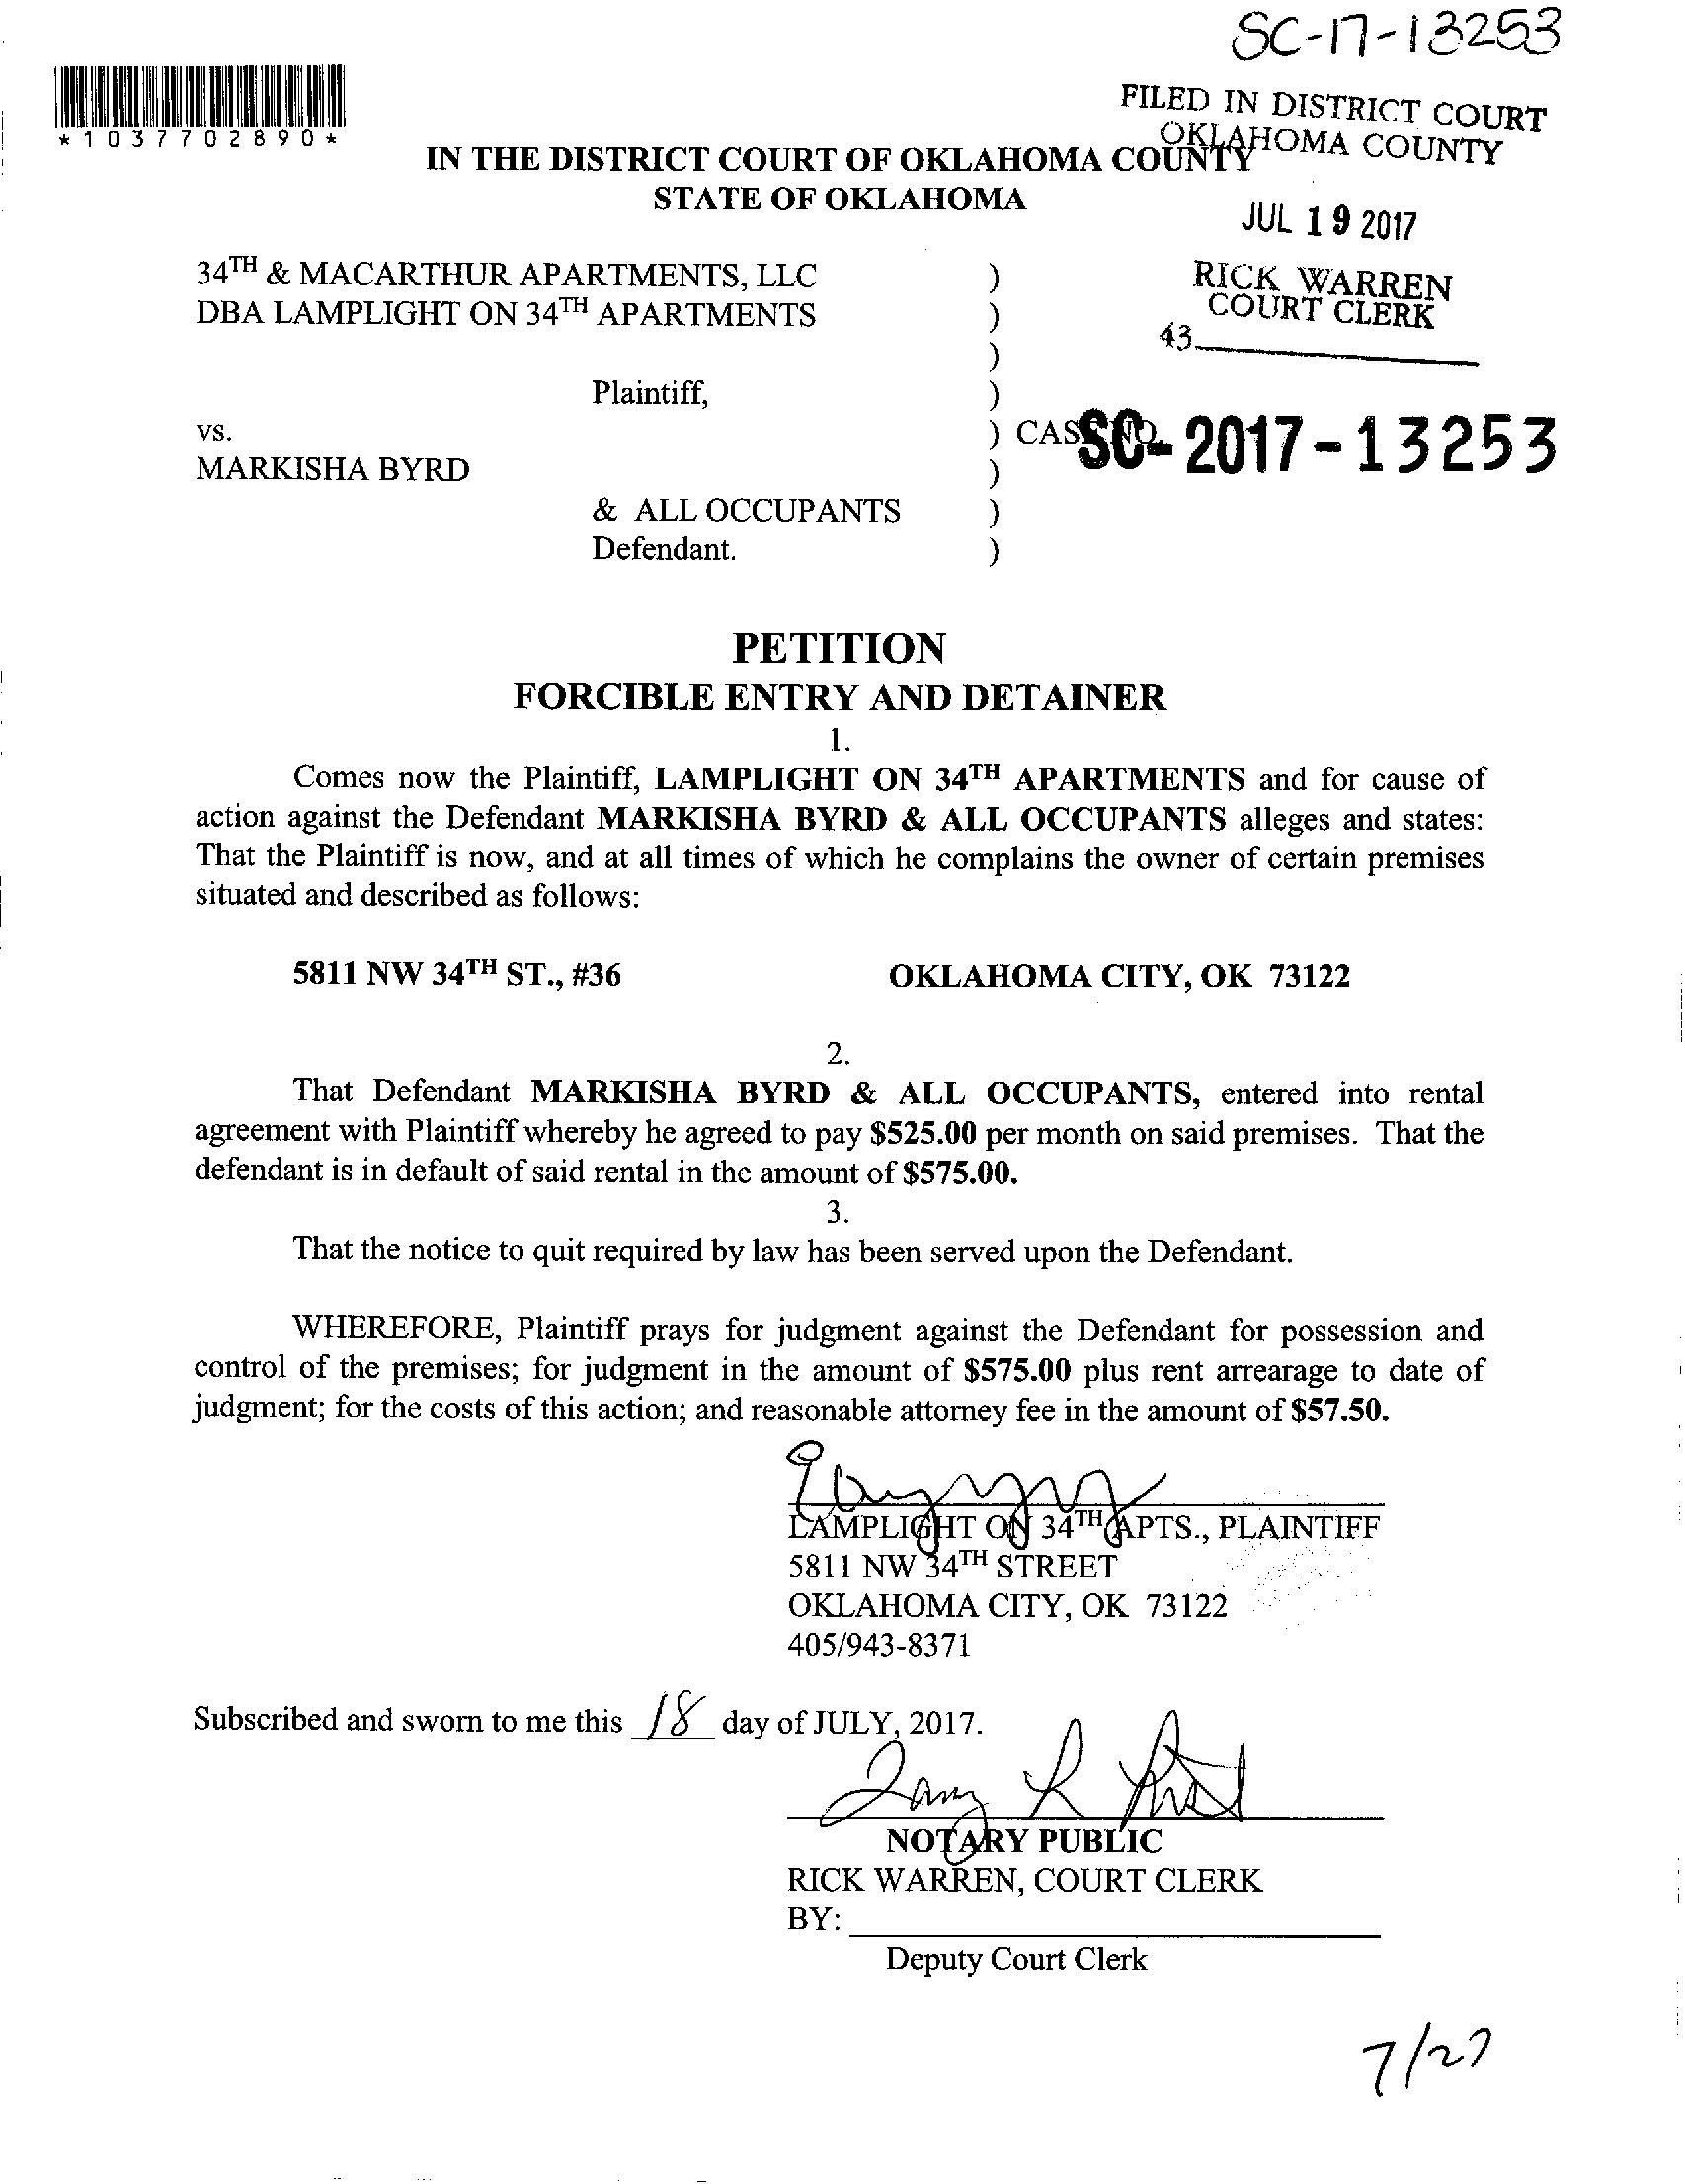 SC-17-13253
*1037702890*
FILED IN DISTRICT COURT
OKLAHOMA COUNTY
IN THE DISTRICT COURT OF OKLAHOMA COUNTY
STATE OF OKLAHOMA
JUL 19 2017
34TH & MACARTHUR APARTMENTS, LLC )
DBA LAMPLIGHT ON 34TH APARTMENTS )
)
RICK WARREN
COURT CLERK
43
Plaintiff, )
vs. ) CASE NO. SC-2017-13253
MARKISHA BYRD )
& ALL OCCUPANTS )
Defendant. )
PETITION
FORCIBLE ENTRY AND DETAINER
1.
Comes now the Plaintiff, LAMPLIGHT ON 34TH APARTMENTS and for cause of
action against the Defendant MARKISHA BYRD & ALL OCCUPANTS alleges and states:
That the Plaintiff is now, and at all times of which he complains the owner of certain premises
situated and described as follows:
5811 NW 34TH ST., #36 OKLAHOMA CITY, OK 73122
2.
That Defendant MARKISHA BYRD & ALL OCCUPANTS, entered into rental
agreement with Plaintiff whereby he agreed to pay $525.00 per month on said premises. That the
defendant is in default of said rental in the amount of $575.00.
3.
That the notice to quit required by law has been served upon the Defendant.
WHEREFORE, Plaintiff prays for judgment against the Defendant for possession and
control of the premises; for judgment in the amount of $575.00 plus rent arrearage to date of
judgment; for the costs of this action; and reasonable attorney fee in the amount of $57.50.
LAMPLIGHT ON 34TH APTS., PLAINTIFF
5811 NW 34TH STREET
OKLAHOMA CITY, OK 73122
405/943-8371
Subscribed and sworn to me this 18 day of JULY, 2017.
NOTARY PUBLIC
RICK WARREN, COURT CLERK
BY:
Deputy Court Clerk
7/27